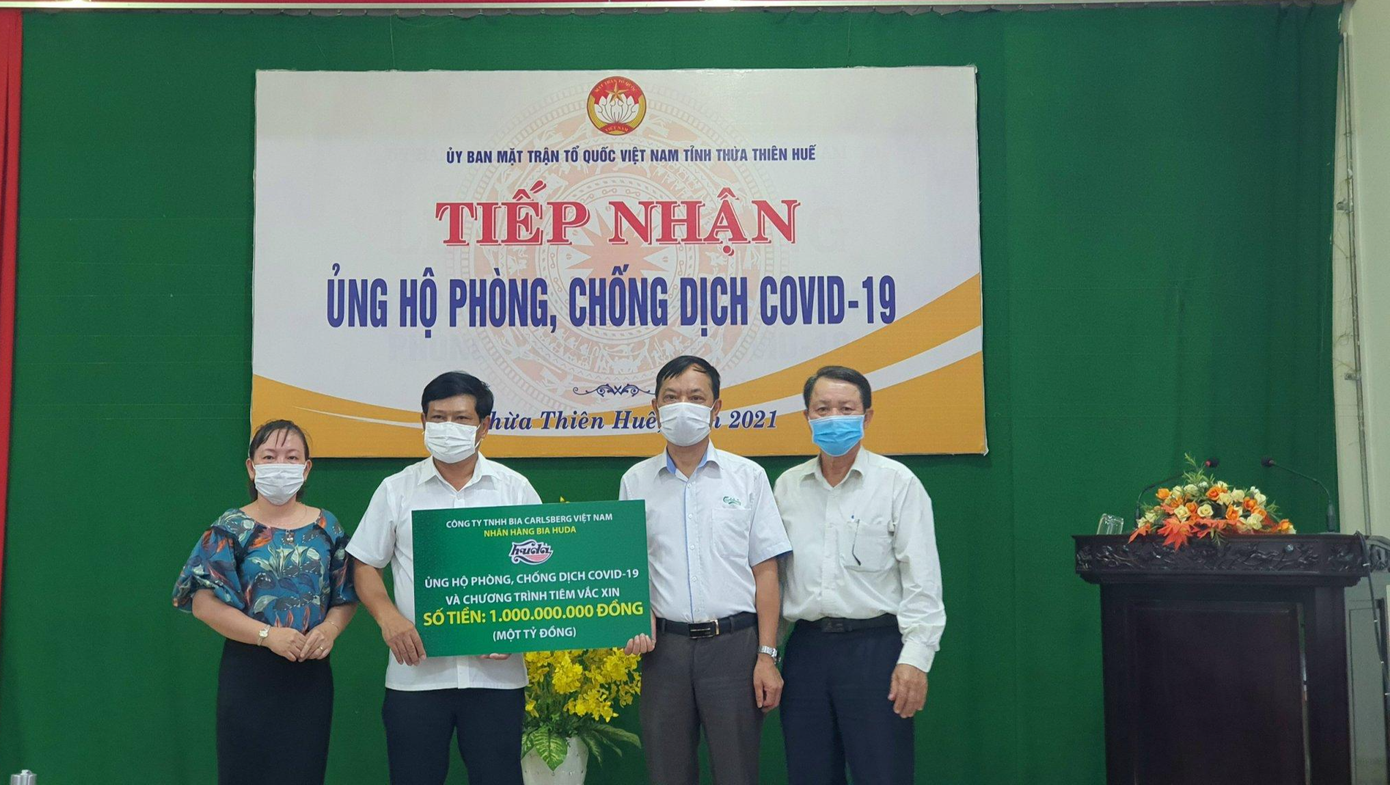 ỦY BAN MẶT TRẬN TỔ QUỐC VIỆT NAM TỈNH THỪA THIÊN HUẾ
TIẾP NHẬN
ỦNG HỘ PHÒNG, CHỐNG DỊCH COVID-19
Thiên Huế 2021
CÔNG TY TNHH BIA CARLSBERG VIỆT NAM
NHÃN HÀNG BIA HUDA
huda
ỦNG HỘ PHÒNG, CHỐNG DỊCH COVID-19
VÀ CHƯƠNG TRÌNH TIÊM VẮC XIN
SỐ TIỀN: 1.000.000.000 ĐỒNG
(MỘT TỶ ĐỒNG)